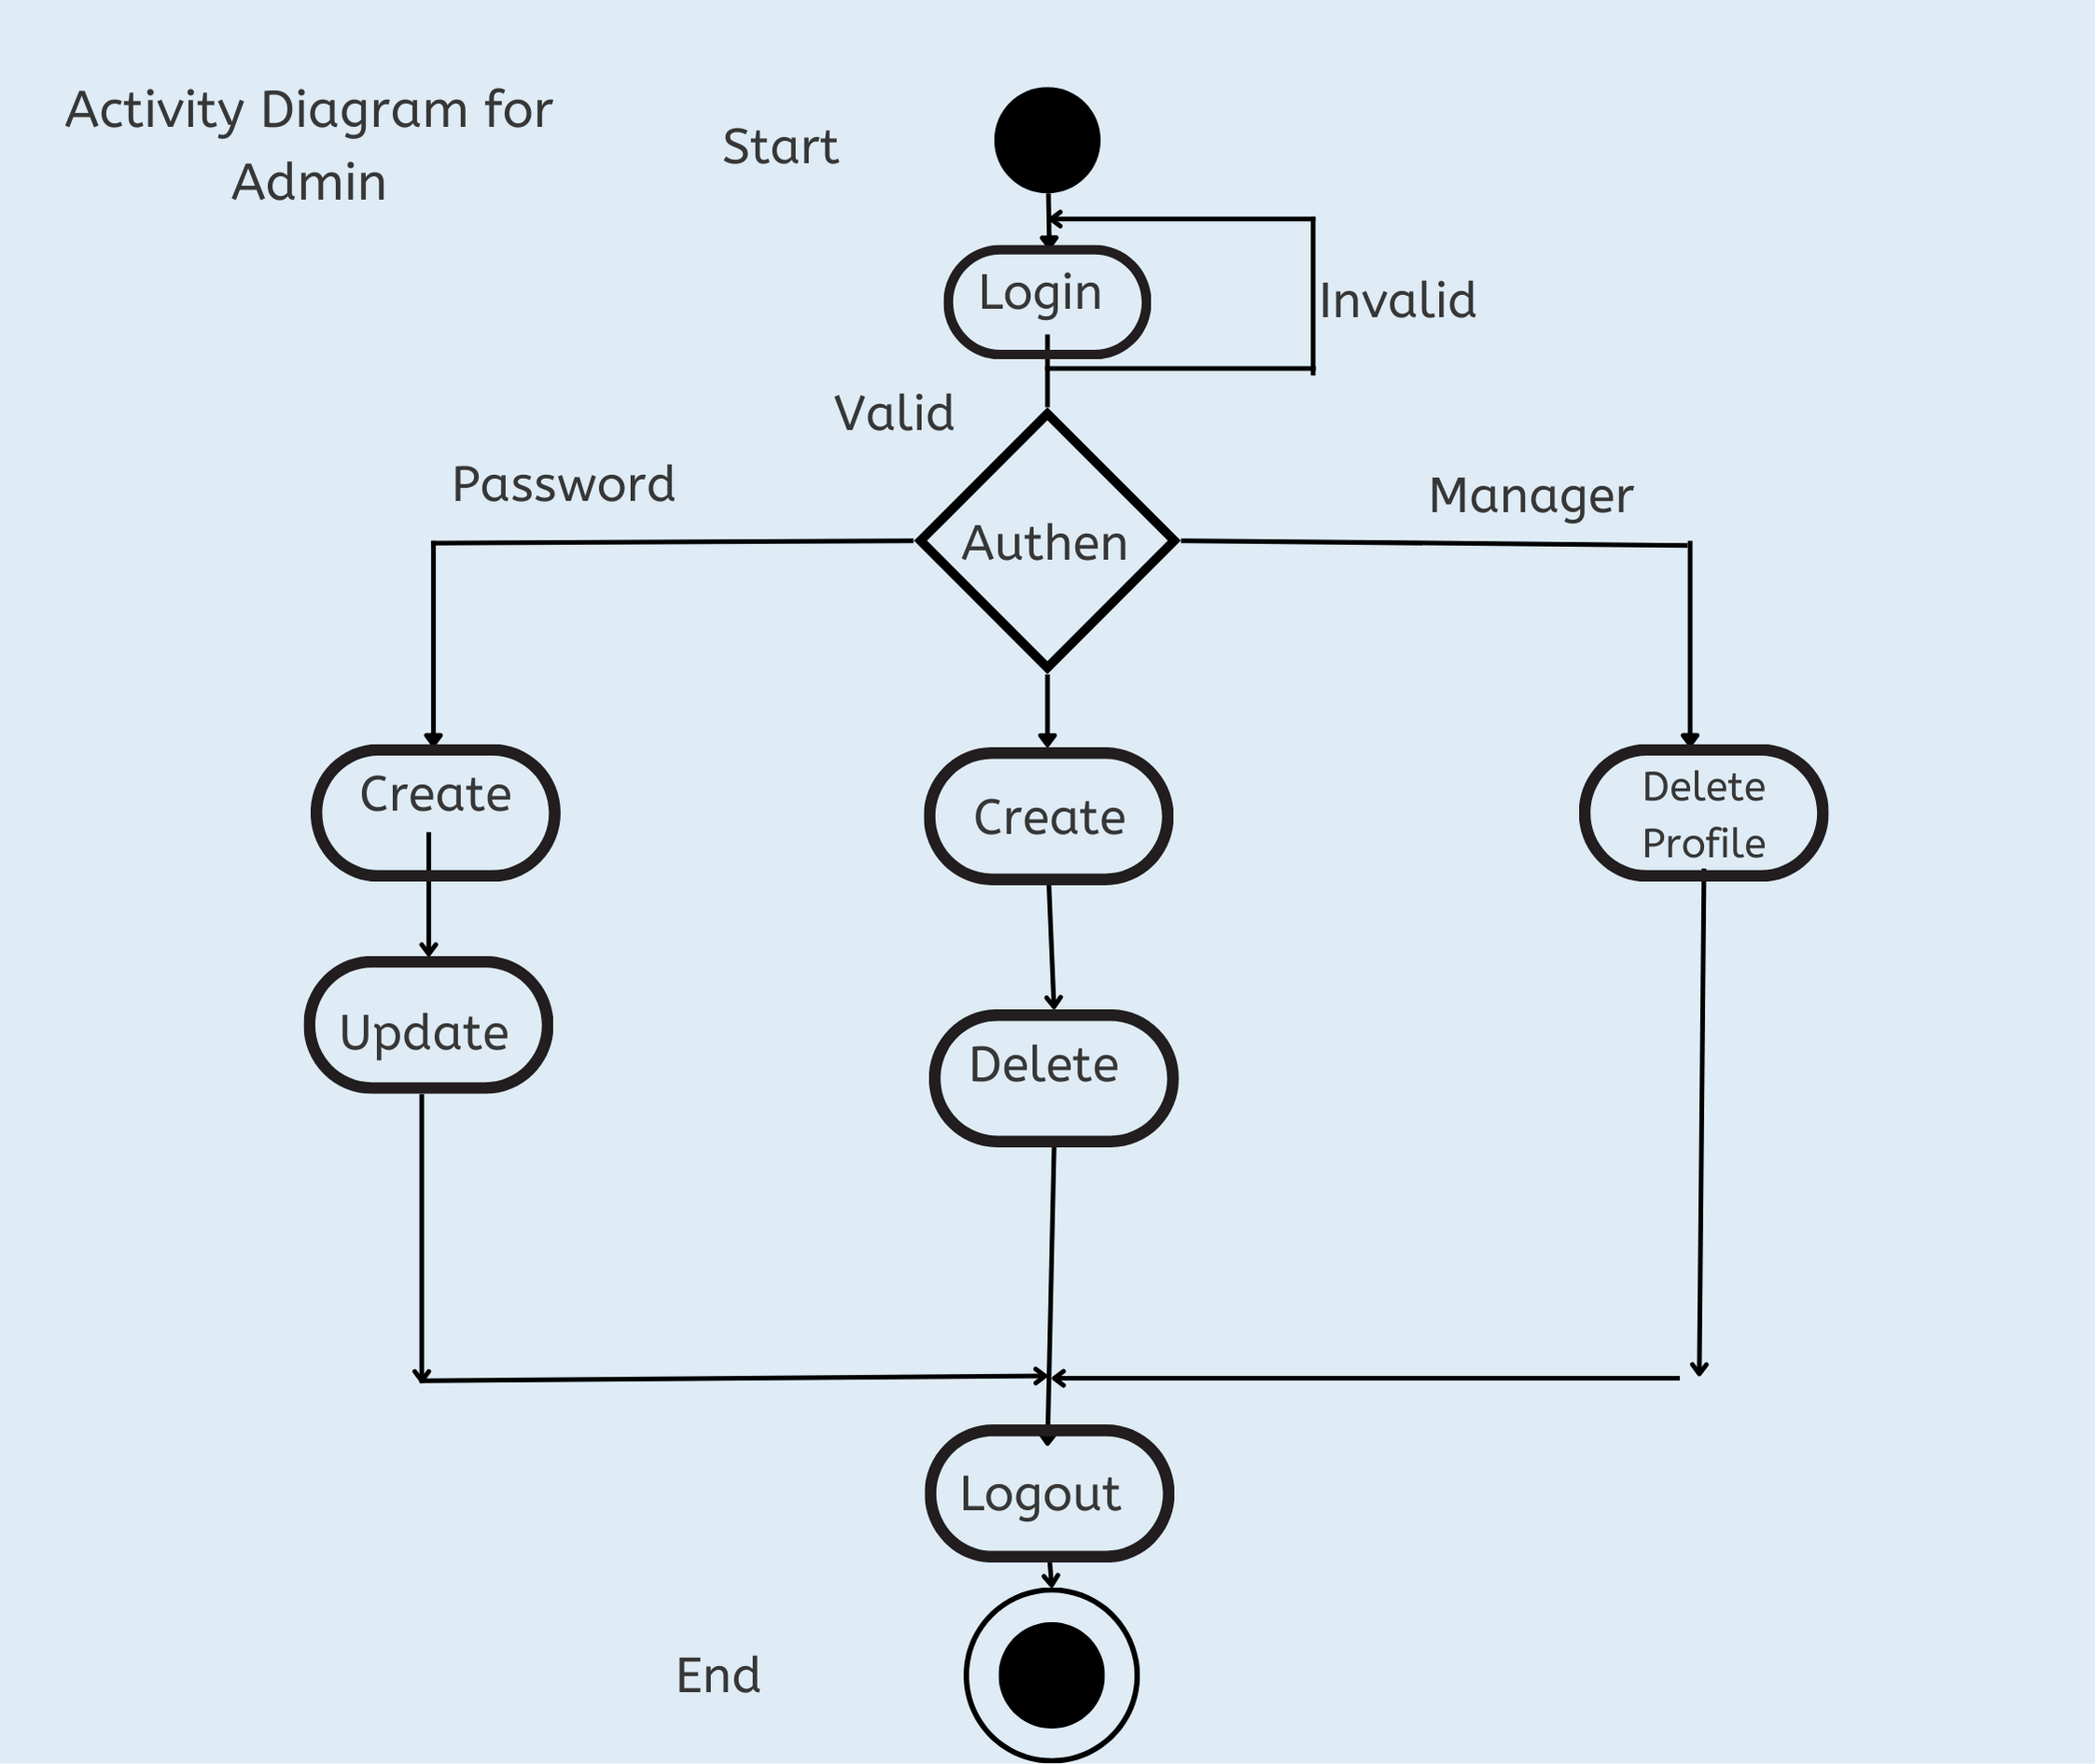 Activity Diagram for
Admin
Start
Login
Invalid
Valid
Password
Manager
Authen
Create
Create
Delete
Profile
Update
Delete
Logout
End